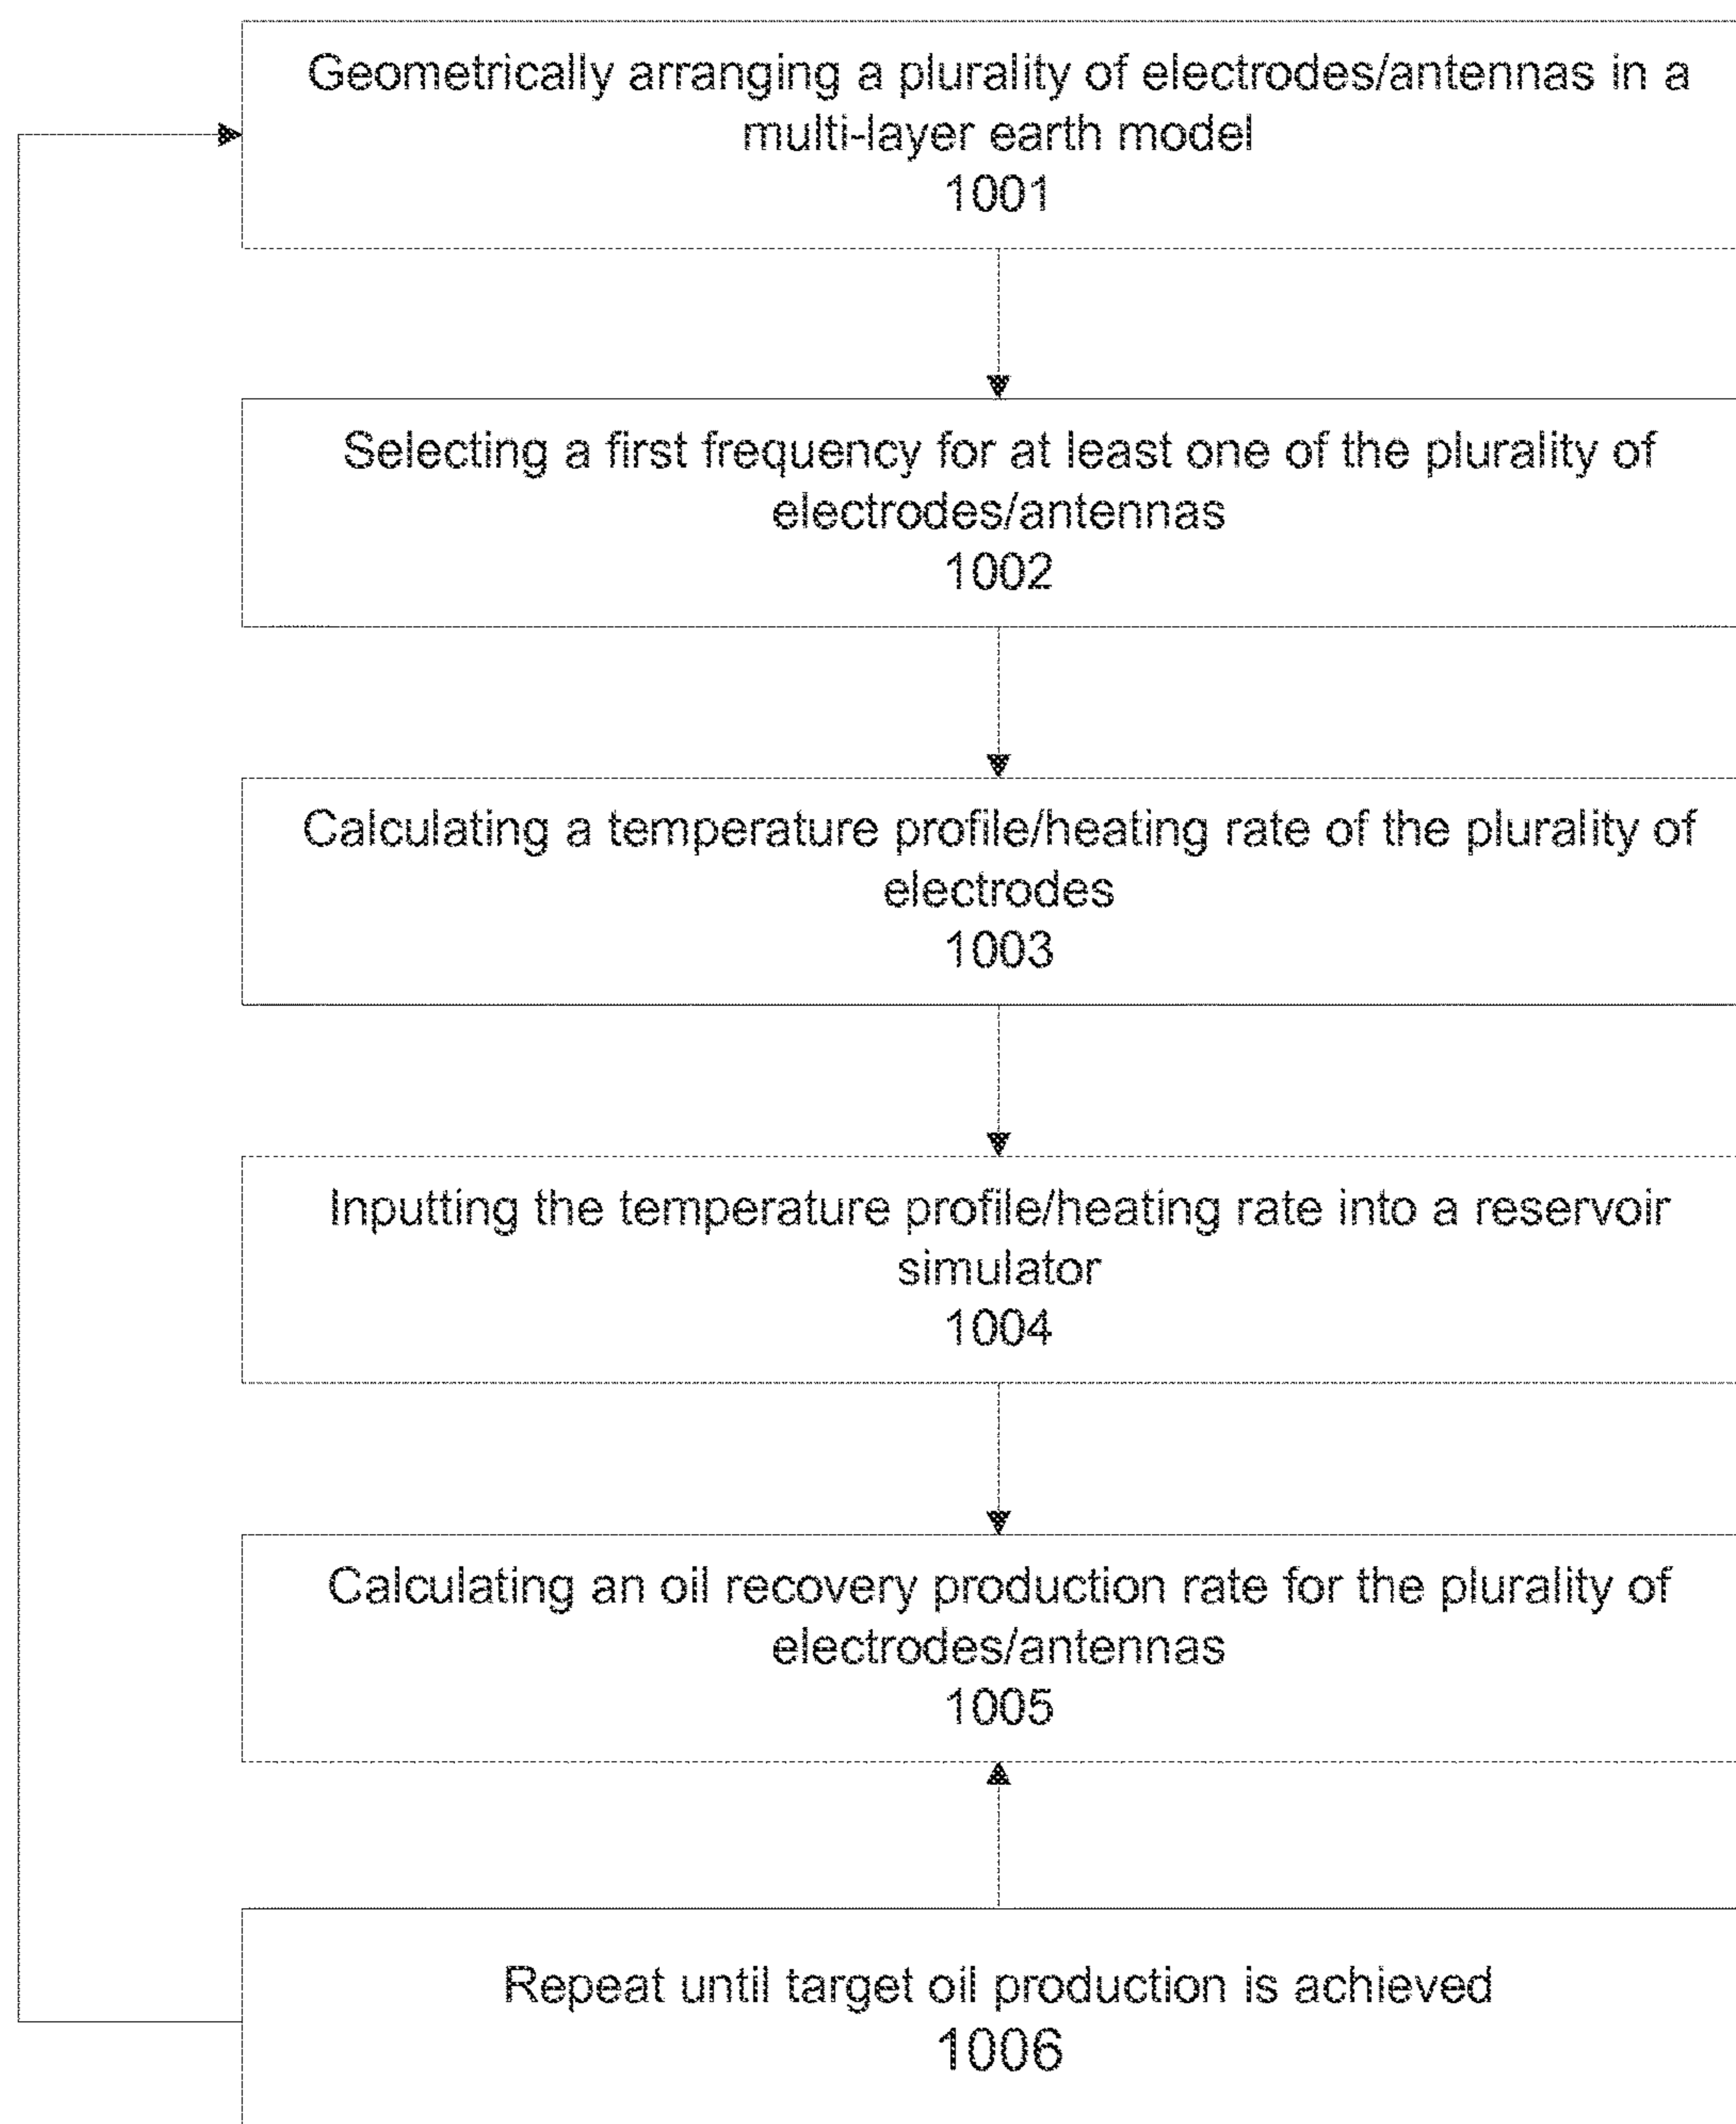 Geometrically arranging a plurality of electrodes/antennas in a
multi-layer earth model
1001
Selecting a first frequency for at least one of the plurality of
electrodes/antennas
1002
Calculating a temperature profile/heating rate of the plurality of
electrodes
1003
Inputting the temperature profile/heating rate into a reservoir
simulator
1004
Calculating an oil recovery production rate for the plurality of
electrodes/antennas
1005
Repeat until target oil production is achieved
1006